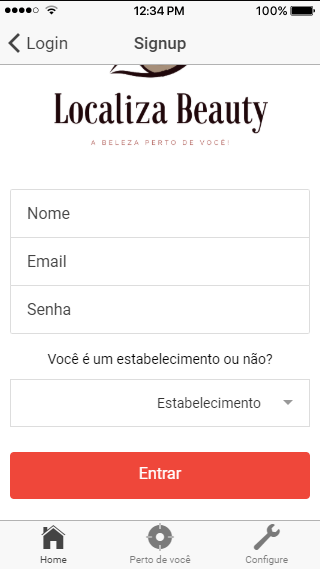 12:34 PM
100%
Login
Signup
Localiza Beauty
A BELEZA PERTO DE VOCÊ!
Nome
Email
Senha
Você é um estabelecimento ou não?
Estabelecimento
Entrar
Home
Perto de você
Configure